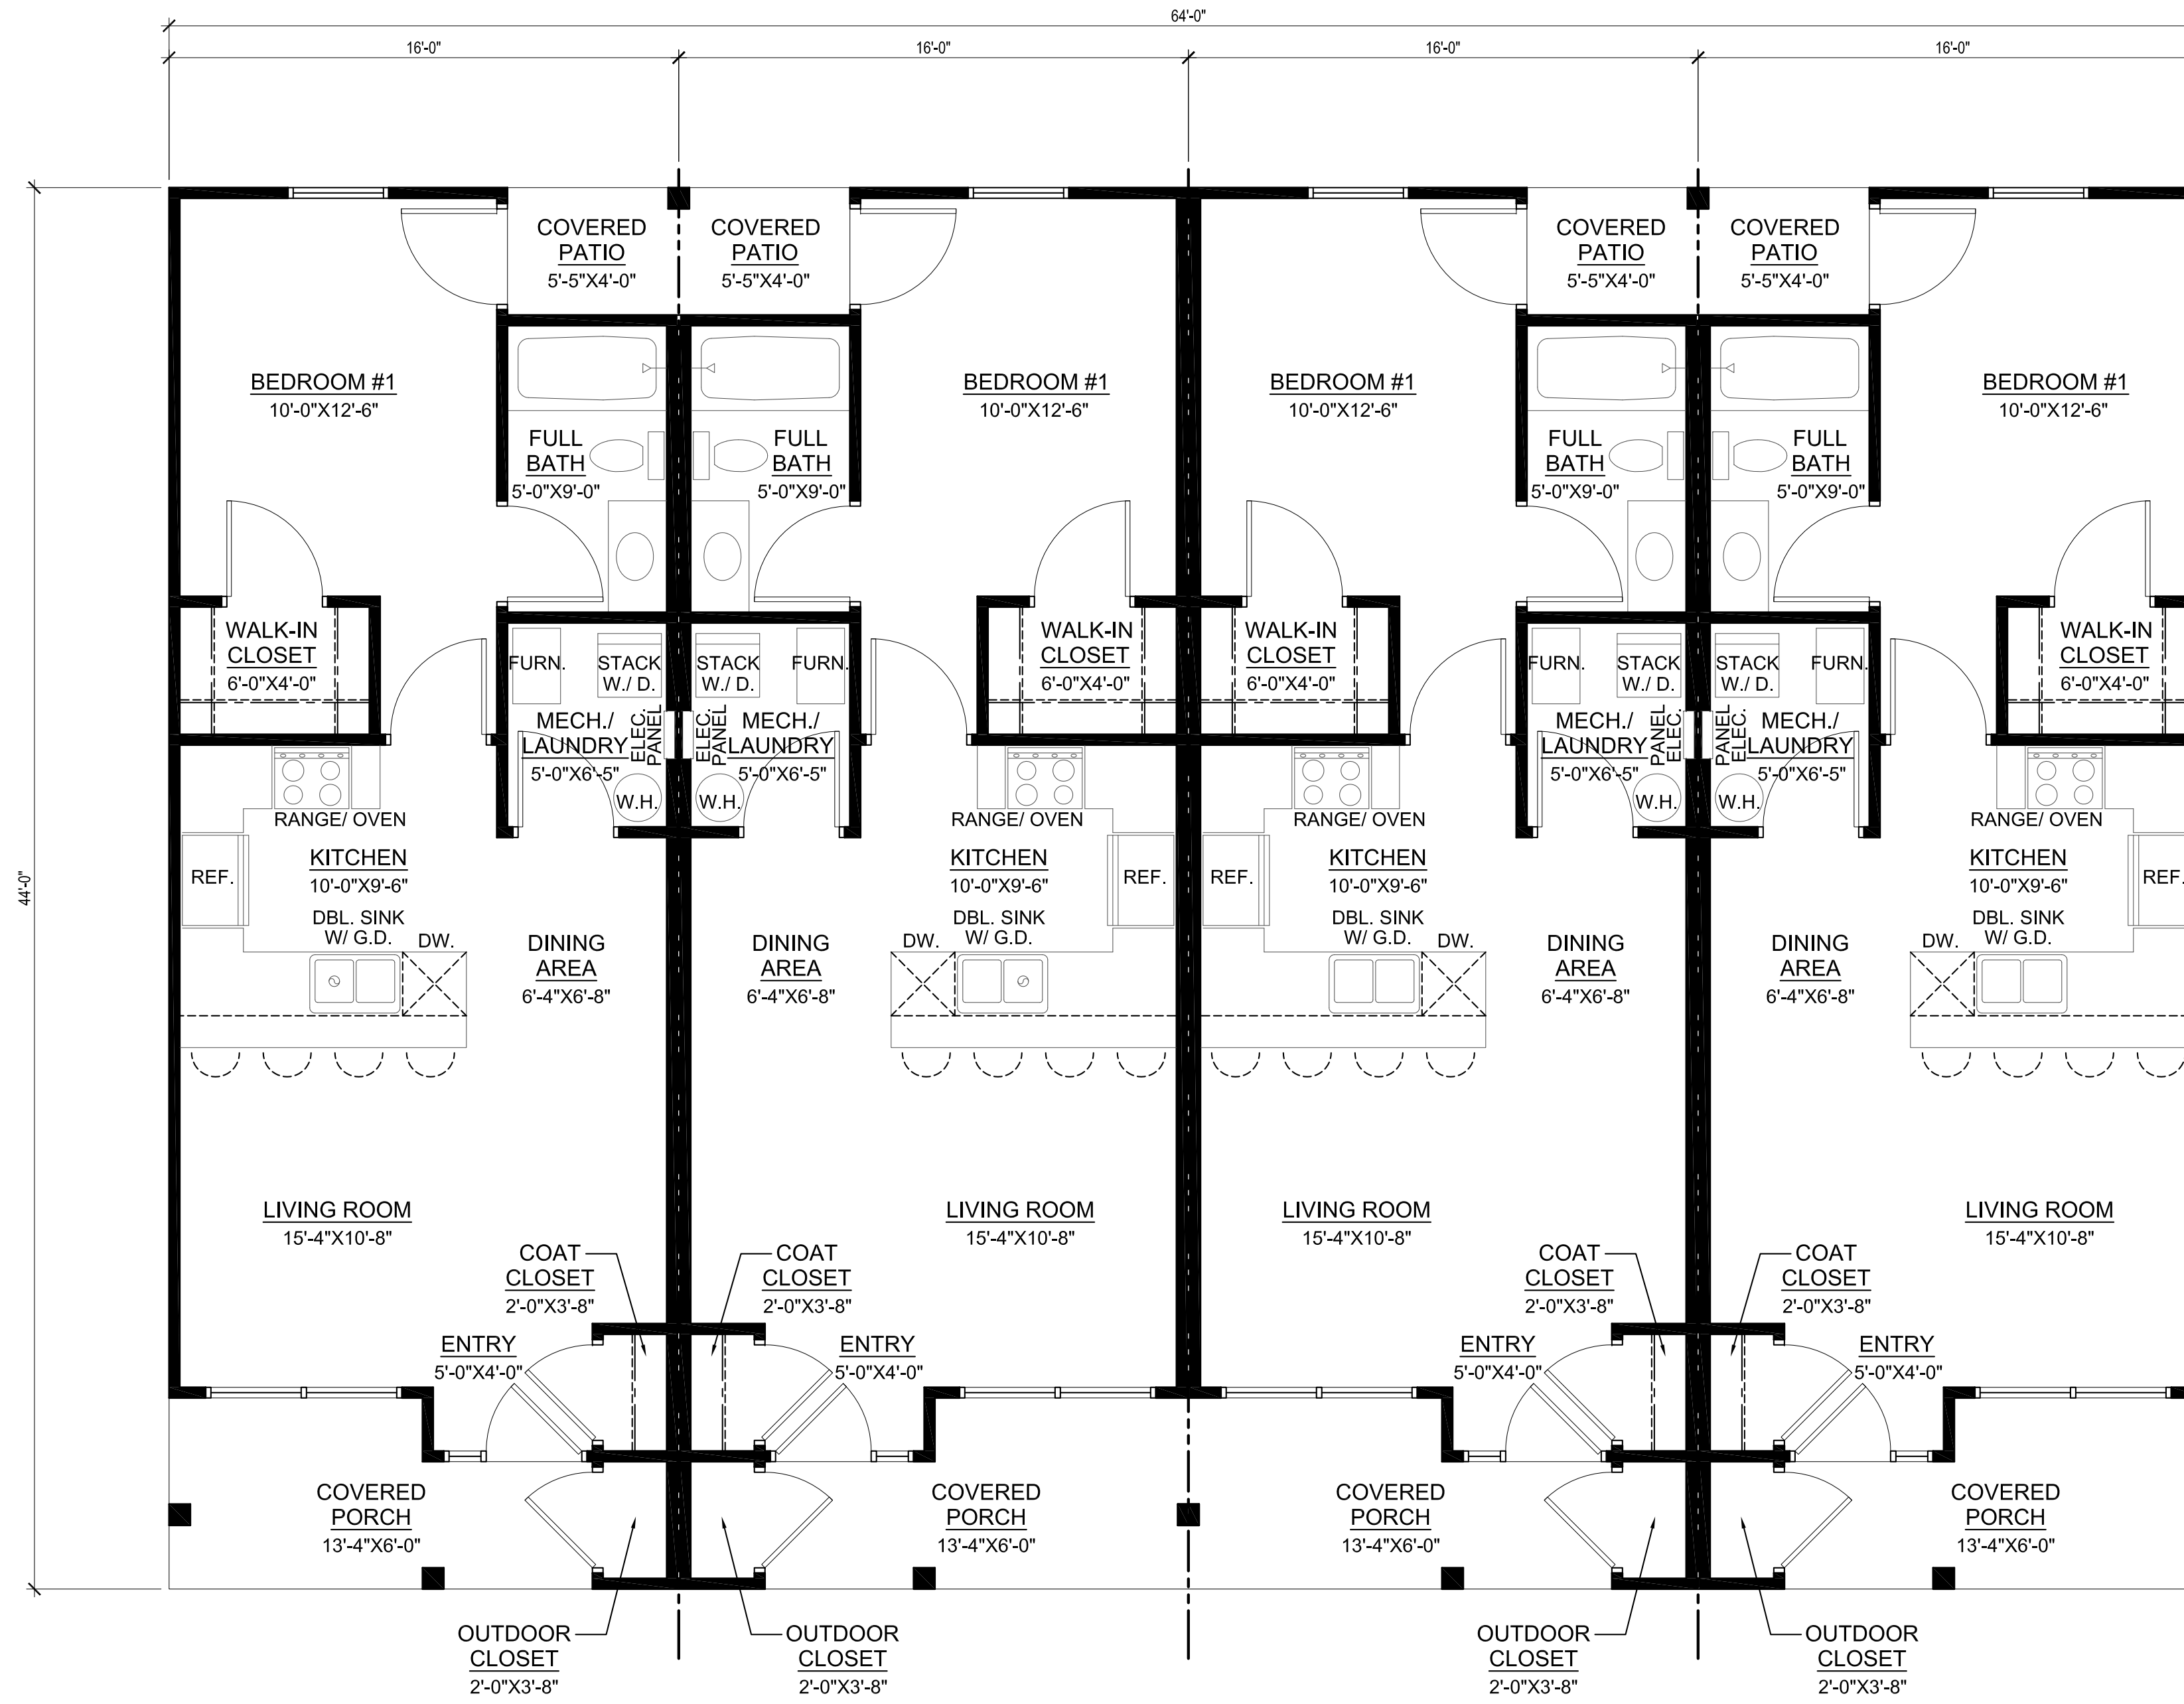 64'-0"
16'-0"
16'-0"
16'-0"
16'-0"
44'-0"
COVERED
PATIO
5'-5"X4'-0"
COVERED
PATIO
5'-5"X4'-0"
COVERED
PATIO
5'-5"X4'-0"
COVERED
PATIO
5'-5"X4'-0"
BEDROOM #1
10'-0"X12'-6"
BEDROOM #1
10'-0"X12'-6"
BEDROOM #1
10'-0"X12'-6"
BEDROOM #1
10'-0"X12'-6"
FULL
BATH
5'-0"X9'-0"
FULL
BATH
5'-0"X9'-0"
FULL
BATH
5'-0"X9'-0"
FULL
BATH
5'-0"X9'-0"
WALK-IN
CLOSET
6'-0"X4'-0"
FURN.
STACK
W./ D.
STACK
W./ D.
FURN.
WALK-IN
CLOSET
6'-0"X4'-0"
WALK-IN
CLOSET
6'-0"X4'-0"
FURN.
STACK
W./ D.
STACK
W./ D.
FURN.
WALK-IN
CLOSET
6'-0"X4'-0"
MECH./
LAUNDRY
5'-0"X6'-5"
ELEC.
PANEL
ELEC.
PANEL
MECH./
LAUNDRY
5'-0"X6'-5"
MECH./
LAUNDRY
5'-0"X6'-5"
PANEL
ELEC.
PANEL
ELEC.
MECH./
LAUNDRY
5'-0"X6'-5"
W.H.
W.H.
W.H.
W.H.
RANGE/ OVEN
RANGE/ OVEN
RANGE/ OVEN
RANGE/ OVEN
KITCHEN
10'-0"X9'-6"
KITCHEN
10'-0"X9'-6"
KITCHEN
10'-0"X9'-6"
KITCHEN
10'-0"X9'-6"
REF.
REF.
REF.
REF.
DBL. SINK
W/ G.D.
DW.
DW.
DBL. SINK
W/ G.D.
DBL. SINK
W/ G.D.
DW.
DW.
DBL. SINK
W/ G.D.
DINING
AREA
6'-4"X6'-8"
DINING
AREA
6'-4"X6'-8"
DINING
AREA
6'-4"X6'-8"
DINING
AREA
6'-4"X6'-8"
LIVING ROOM
15'-4"X10'-8"
LIVING ROOM
15'-4"X10'-8"
LIVING ROOM
15'-4"X10'-8"
LIVING ROOM
15'-4"X10'-8"
COAT
CLOSET
2'-0"X3'-8"
COAT
CLOSET
2'-0"X3'-8"
COAT
CLOSET
2'-0"X3'-8"
COAT
CLOSET
2'-0"X3'-8"
ENTRY
5'-0"X4'-0"
ENTRY
5'-0"X4'-0"
ENTRY
5'-0"X4'-0"
ENTRY
5'-0"X4'-0"
COVERED
PORCH
13'-4"X6'-0"
COVERED
PORCH
13'-4"X6'-0"
COVERED
PORCH
13'-4"X6'-0"
COVERED
PORCH
13'-4"X6'-0"
OUTDOOR
CLOSET
2'-0"X3'-8"
OUTDOOR
CLOSET
2'-0"X3'-8"
OUTDOOR
CLOSET
2'-0"X3'-8"
OUTDOOR
CLOSET
2'-0"X3'-8"